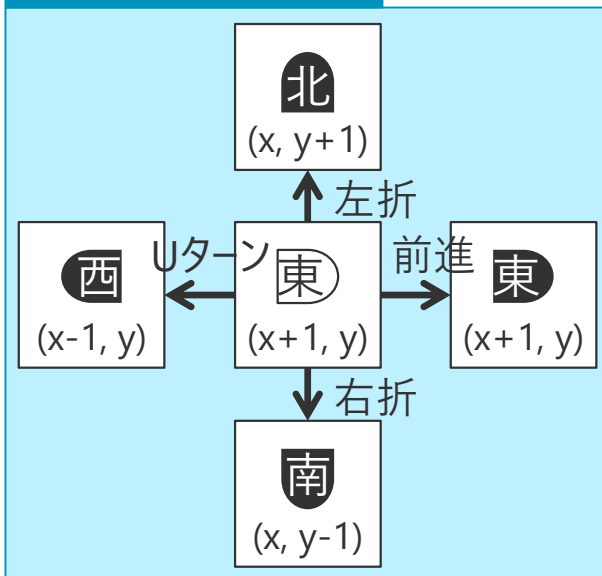 北
(x, y+1)
左折
西
Uターン
東
前進
東
(x-1, y)
(x+1, y)
(x+1, y)
右折
南
(x, y-1)